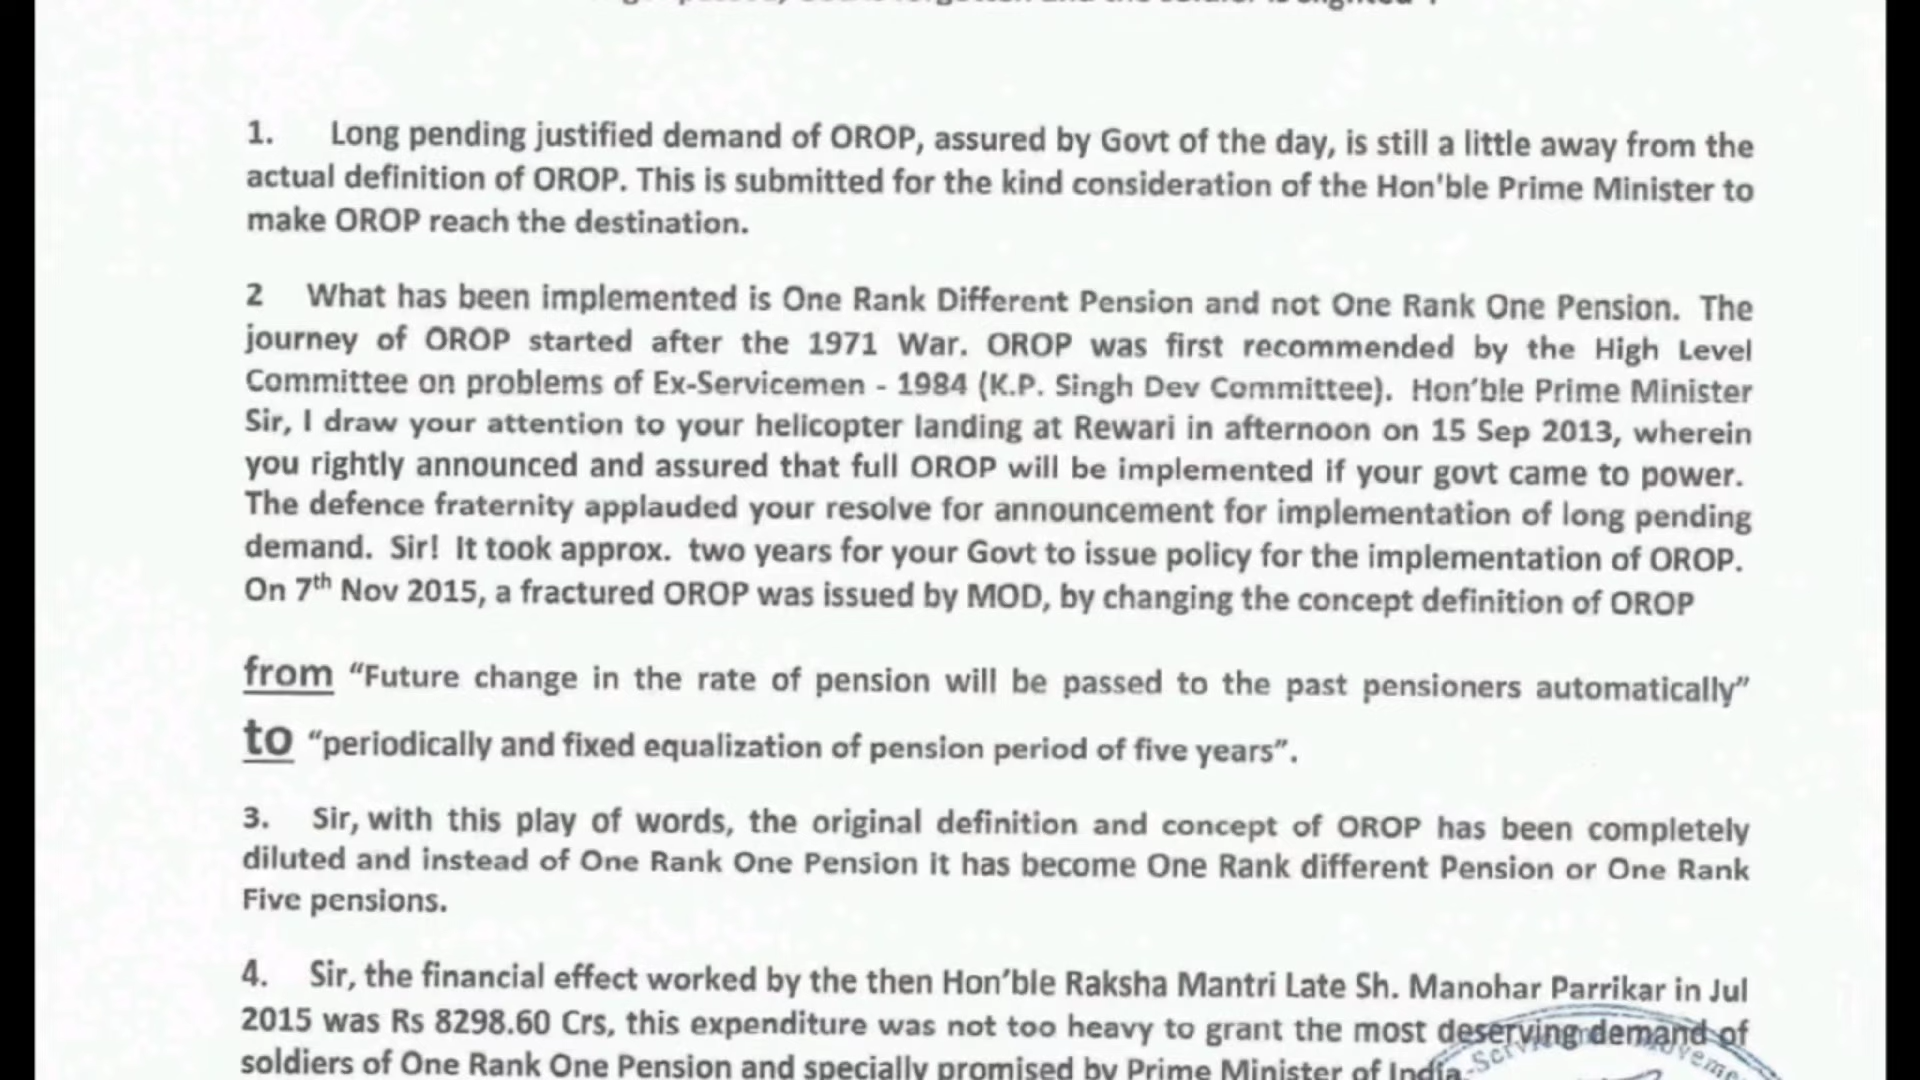 forgotten and the soldier is slighted".
1. Long pending justified demand of OROP, assured by Govt of the day, is still a little away from the
actual definition of OROP. This is submitted for the kind consideration of the Hon'ble Prime Minister to
make OROP reach the destination.
2 What has been implemented is One Rank Different Pension and not One Rank One Pension. The
journey of OROP started after the 1971 War. OROP was first recommended by the High Level
Committee on problems of Ex-Servicemen - 1984 (K.P. Singh Dev Committee). Hon’ble Prime Minister
Sir, I draw your attention to your helicopter landing at Rewari in afternoon on 15 Sep 2013, wherein
you rightly announced and assured that full OROP will be implemented if your govt came to power.
The defence fraternity applauded your resolve for announcement for implementation of long pending
demand. Sir! It took approx. two years for your Govt to issue policy for the implementation of OROP.
On 7th Nov 2015, a fractured OROP was issued by MOD, by changing the concept definition of OROP
from “Future change in the rate of pension will be passed to the past pensioners automatically”
to “periodically and fixed equalization of pension period of five years”.
3. Sir, with this play of words, the original definition and concept of OROP has been completely
diluted and instead of One Rank One Pension it has become One Rank different Pension or One Rank
Five pensions.
4. Sir, the financial effect worked by the then Hon’ble Raksha Mantri Late Sh. Manohar Parrikar in Jul
2015 was Rs 8298.60 Crs, this expenditure was not too heavy to grant the most deserving demand of
soldiers of One Rank One Pension and specially promised by Prime Minister of India.